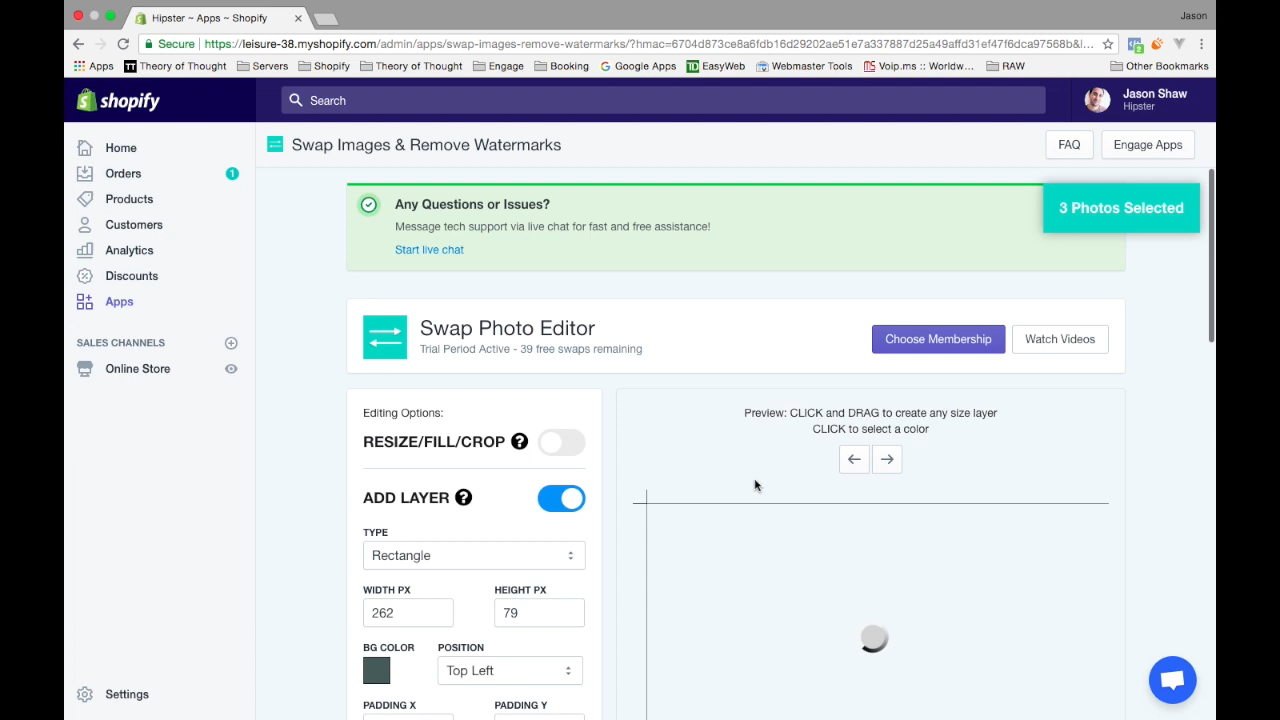 Hipster ~ Apps ~ Shopify
Jason
Secure https://leisure-38.myshopify.com/admin/apps/swap-images-remove-watermarks/?hmac=6704d873ce8a6fdb16d29202ae51e7a337887d25a49affd31ef47f6dca97568b&l...
Apps TT Theory of Thought Servers Shopify Theory of Thought Engage Booking Google Apps EasyWeb Webmaster Tools Voip.ms :: Worldw... RAW Other Bookmarks
shopify
Search
Jason Shaw
Hipster
Swap Images & Remove Watermarks
FAQ
Engage Apps
Home
Orders 1
Products
Customers
Analytics
Discounts
Apps
SALES CHANNELS
Online Store
Settings
Any Questions or Issues?
Message tech support via live chat for fast and free assistance!
Start live chat
3 Photos Selected
Swap Photo Editor
Trial Period Active - 39 free swaps remaining
Choose Membership
Watch Videos
Editing Options:
RESIZE/FILL/CROP ?
ADD LAYER ?
TYPE
Rectangle
WIDTH PX HEIGHT PX
262 79
BG COLOR POSITION
Top Left
PADDING X PADDING Y
Preview: CLICK and DRAG to create any size layer
CLICK to select a color